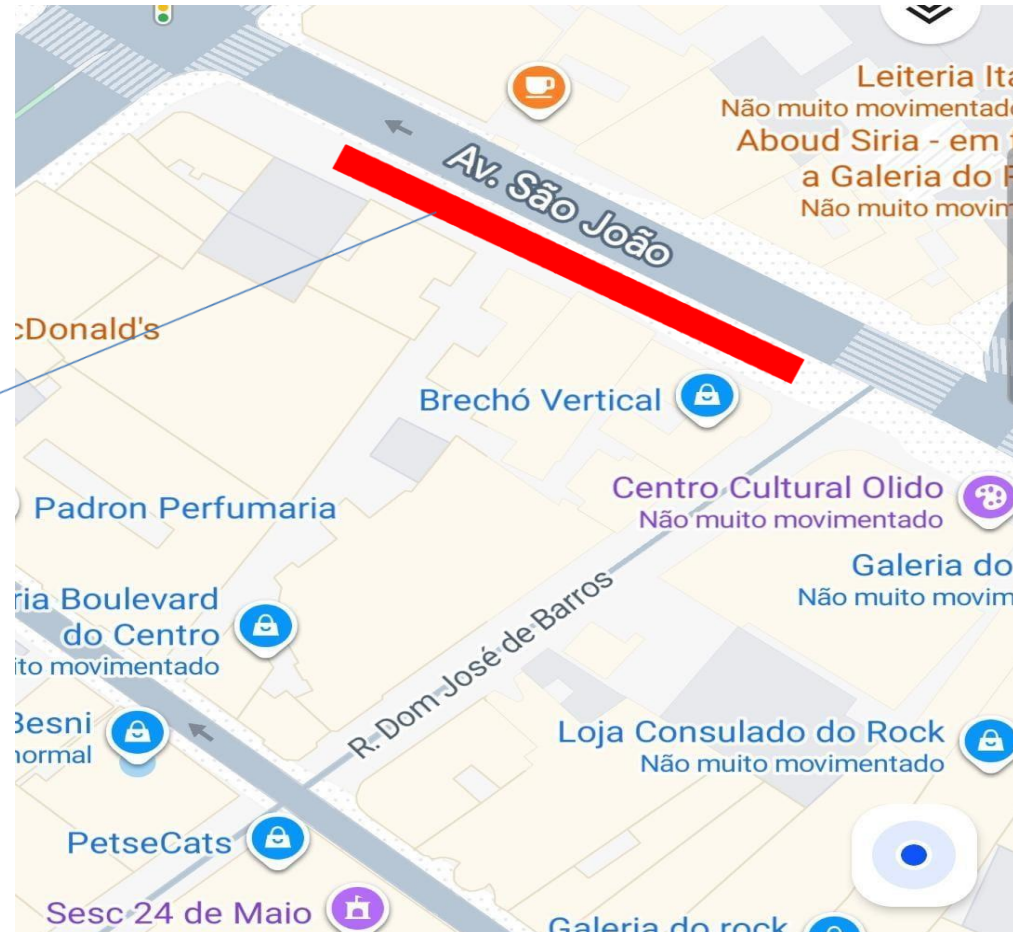 Leiteria Ita
Não muito movimentado
Aboud Siria - em f
a Galeria do R
Não muito movim
Av. São João
cDonald's
Brechó Vertical
Padron Perfumaria
Centro Cultural Olido
Não muito movimentado
Galeria do
Não muito movim
ria Boulevard
do Centro
ito movimentado
R. Dom José de Barros
Besni
normal
Loja Consulado do Rock
Não muito movimentado
PetseCats
Sesc 24 de Maio
Galeria do rock